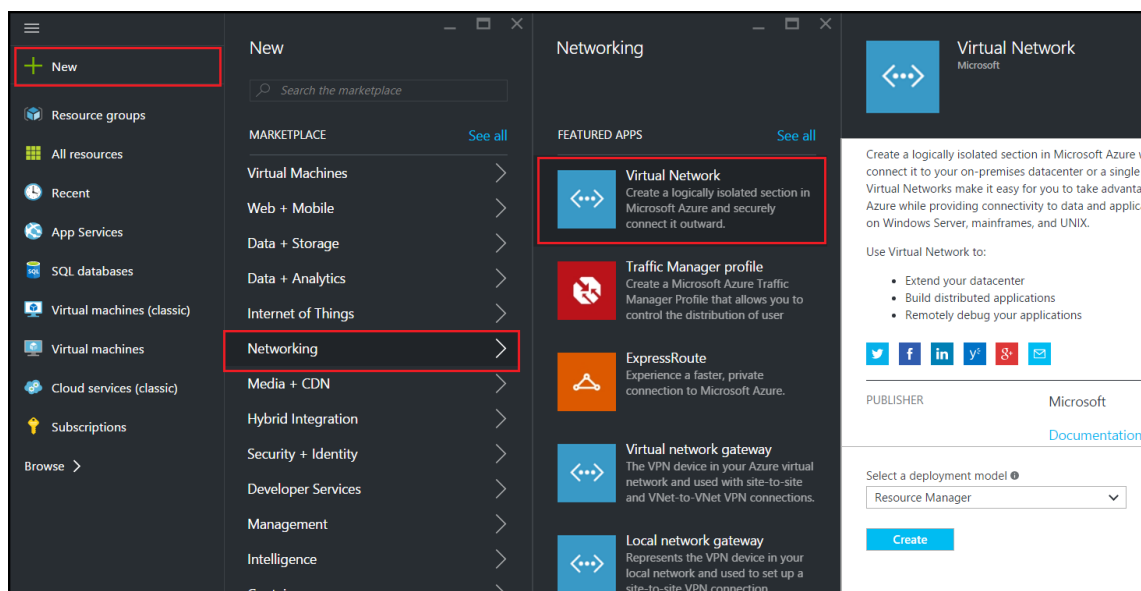 New
Resource groups
All resources
Recent
App Services
SQL
SQL databases
Virtual machines (classic)
Virtual machines
Cloud services (classic)
Subscriptions
Browse
New
Search the marketplace
MARKETPLACE See all
Virtual Machines
Web + Mobile
Data + Storage
Data + Analytics
Internet of Things
Networking
Media + CDN
Hybrid Integration
Security + Identity
Developer Services
Management
Intelligence
Networking
FEATURED APPS See all
Virtual Network
Create a logically isolated section in
Microsoft Azure and securely
connect it outward.
Traffic Manager profile
Create a Microsoft Azure Traffic
Manager Profile that allows you to
control the distribution of user
ExpressRoute
Experience a faster, private
connection to Microsoft Azure.
Virtual network gateway
The VPN device in your Azure virtual
network and used with site-to-site
and VNet-to-VNet VPN connections.
Local network gateway
Represents the VPN device in your
local network and used to set up a
site-to-site VPN connection
Virtual Network
Microsoft
Create a logically isolated section in Microsoft Azure
connect it to your on-premises datacenter or a single
Virtual Networks make it easy for you to take
Azure while providing connectivity to data and
on Windows Server, mainframes, and UNIX.
Use Virtual Network to:
Extend your datacenter
Build distributed applications
Remotely debug your applications
PUBLISHER Microsoft
Documentation
Select a deployment model
Resource Manager
Create